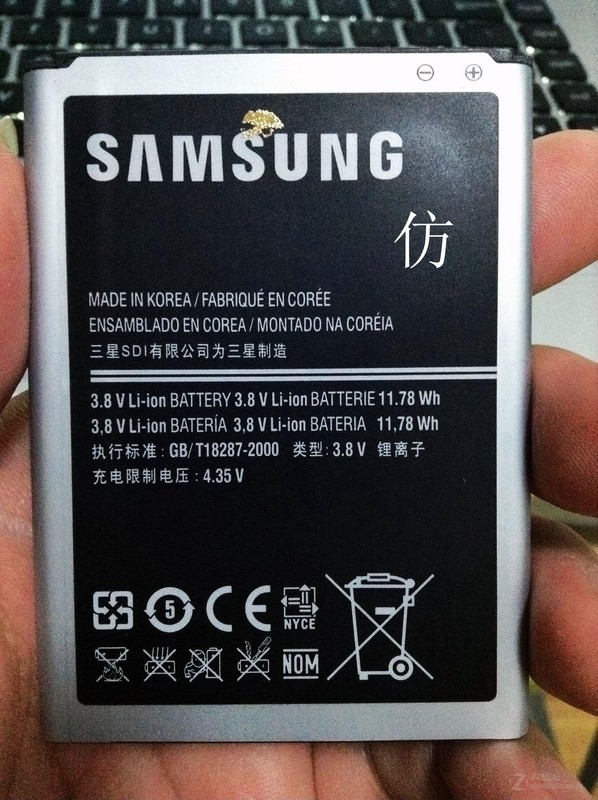 SAMSUNG
仿
MADE IN KOREA / FABRIQUÉ EN CORÉE
ENSAMBLADO EN COREA / MONTADO NA CORÉIA
三星SDI有限公司为三星制造
3.8 V Li-ion BATTERY 3.8 V Li-ion BATTERIE 11.78 Wh
3,8 V Li-ion BATERÍA 3,8 V Li-ion BATERIA 11,78 Wh
执行标准: GB/T18287-2000 类型: 3.8 V 锂离子
充电限制电压: 4.35 V
5 CE NYCE
NOM